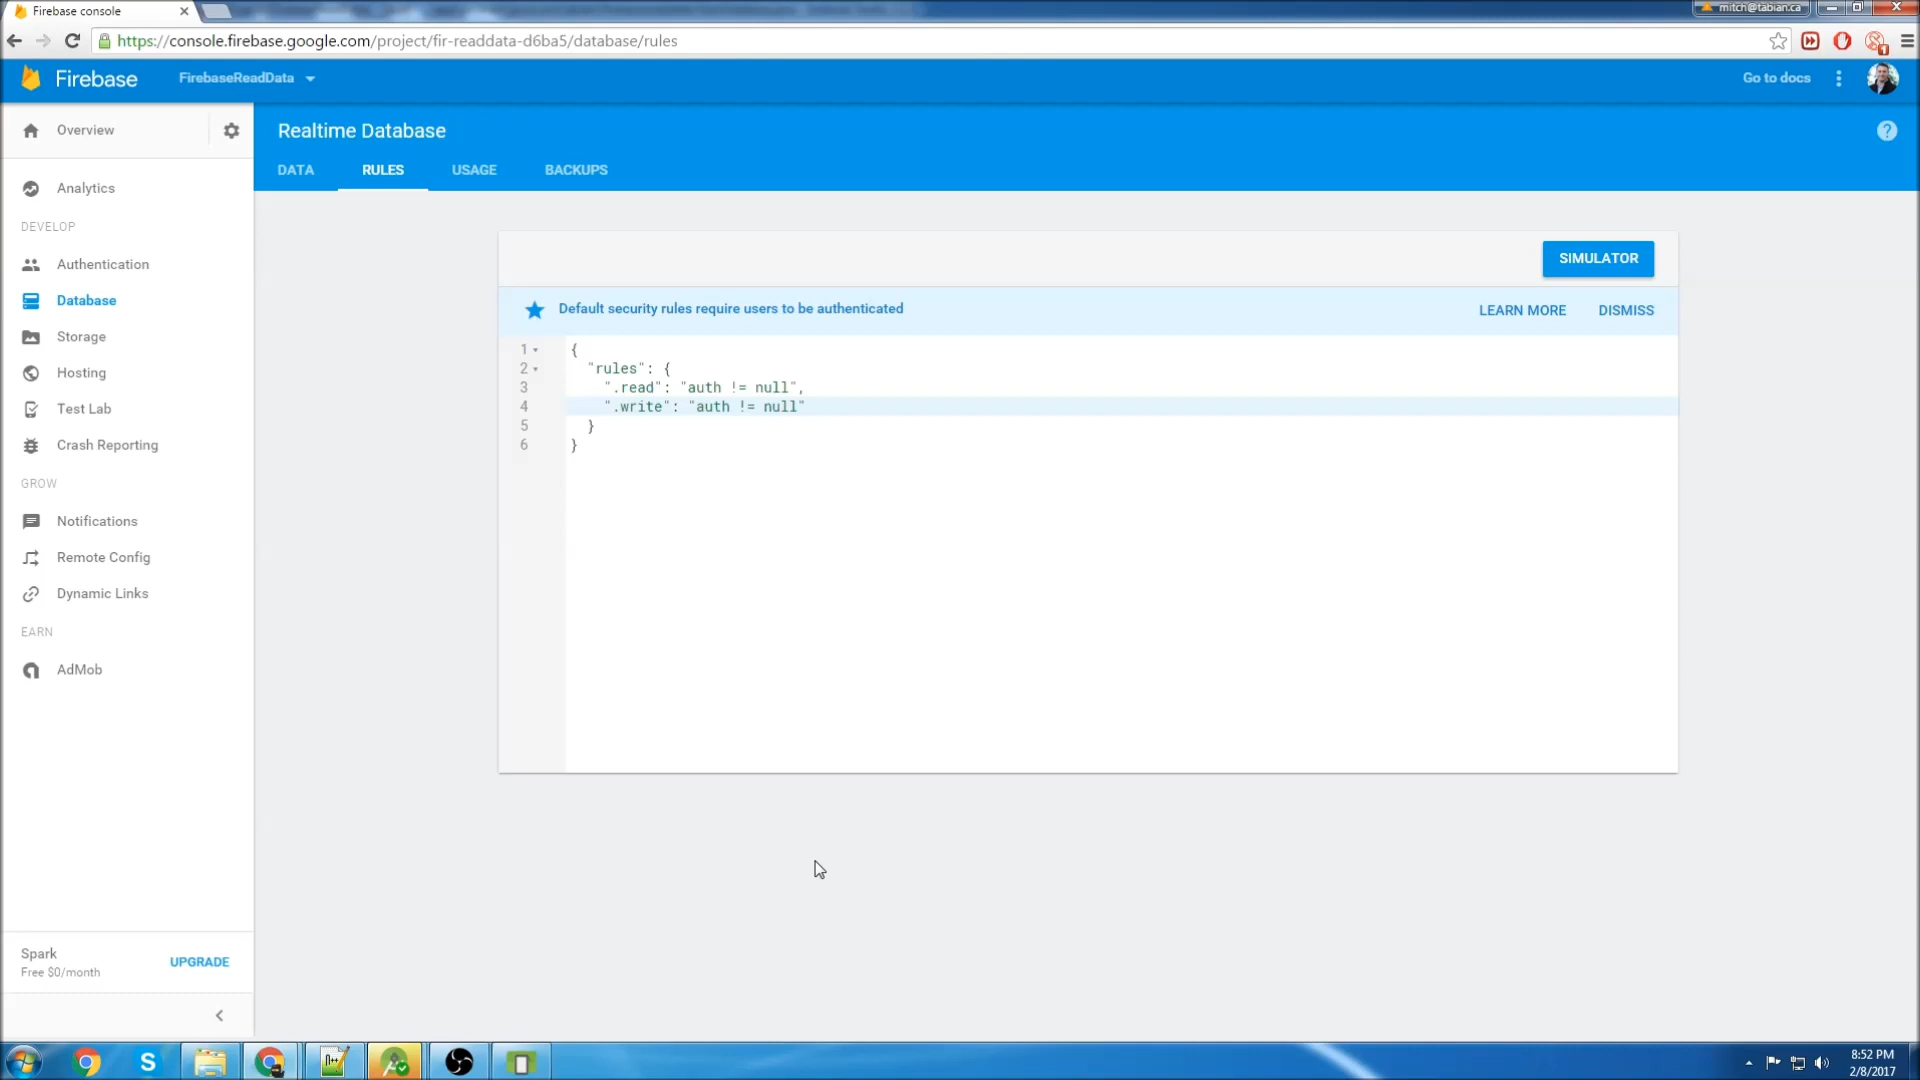 Firebase console
mitch@tabian.ca
https://console.firebase.google.com/project/fir-readdata-d6ba5/database/rules
Firebase
FirebaseReadData
Go to docs
Overview
Realtime Database
?
DATA
RULES
USAGE
BACKUPS
Analytics
DEVELOP
Authentication
Database
Storage
Hosting
Test Lab
Crash Reporting
GROW
Notifications
Remote Config
Dynamic Links
EARN
AdMob
Spark
Free $0/month
UPGRADE
SIMULATOR
Default security rules require users to be authenticated
LEARN MORE
DISMISS
1 {
2 "rules": {
3 ".read": "auth != null",
4 ".write": "auth != null"
5 }
6 }
8:52 PM
2/8/2017